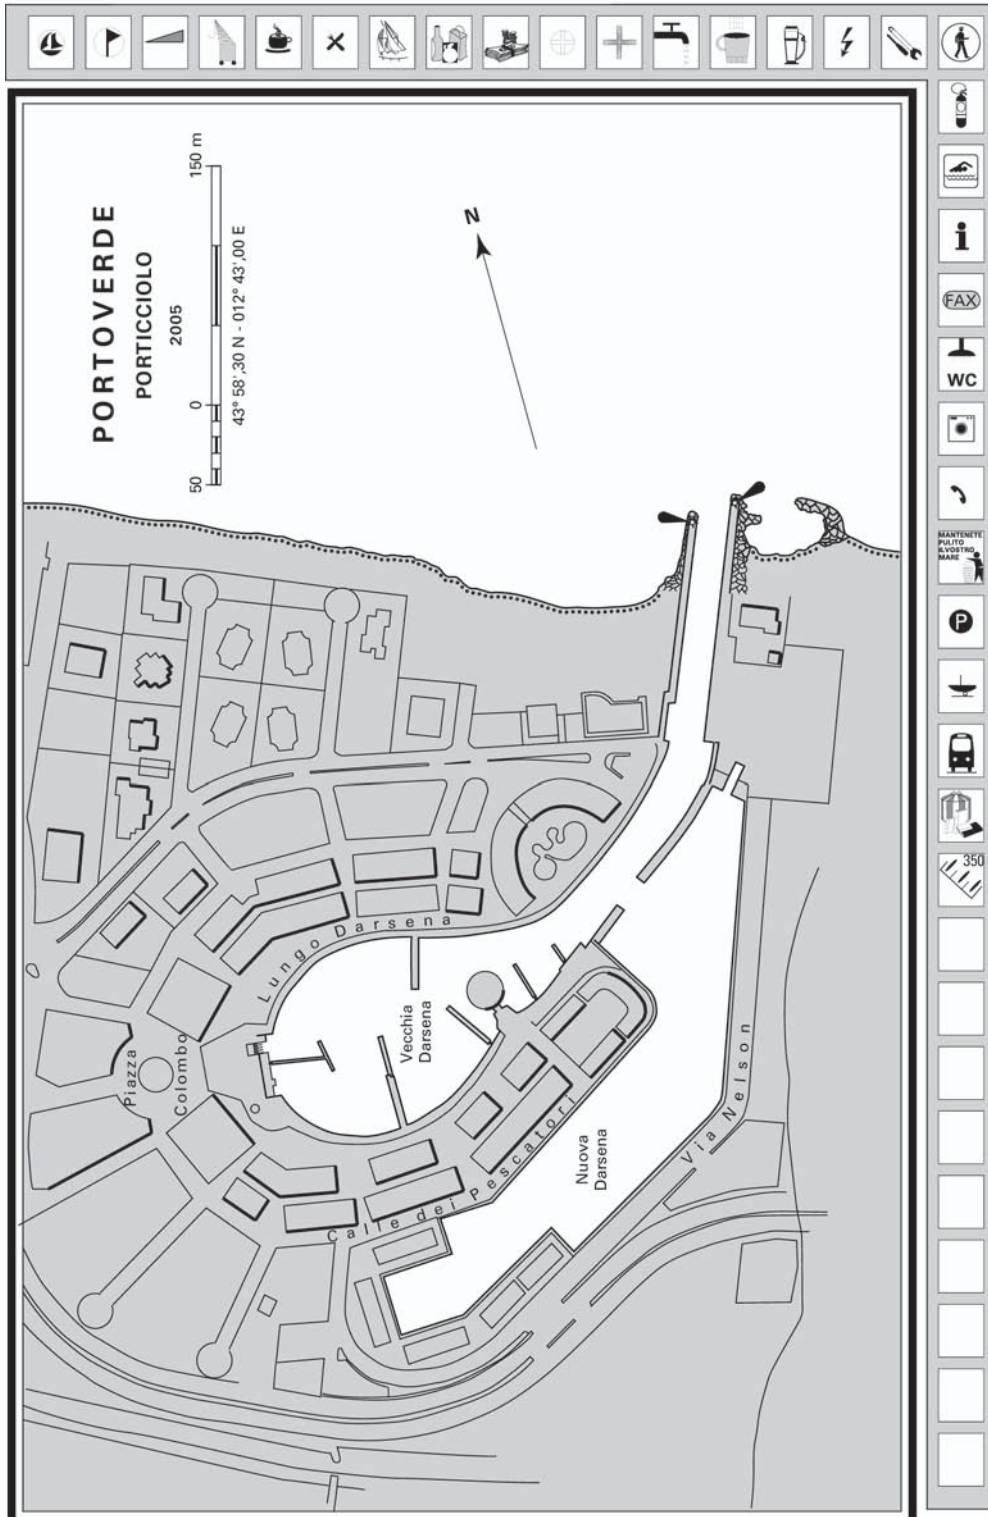 PORTOVERDE
PORTICCIOLO
2005
50 0 150 m
43° 58',30 N - 012° 43',00 E
N
Lungo Darsena
Vecchia
Darsena
Piazza
Colombo
Calle dei Pescatori
Nuova
Darsena
Via Nelson
i
FAX
WC
MANTENETE
PULITO
IL VOSTRO
MARE
P
350